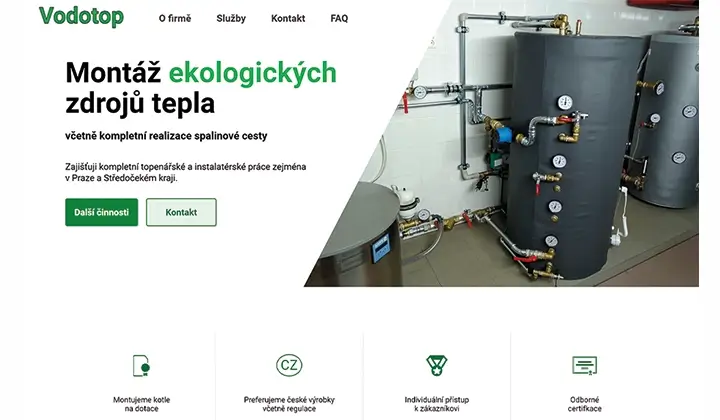 Vodotop
O firmě
Služby
Kontakt
FAQ
Montáž ekologických
zdrojů tepla
včetně kompletní realizace spalinové cesty
Zajišťuji kompletní topenářské a instalatérské práce zejména
v Praze a Středočeském kraji.
Další činnosti
Kontakt
CZ
Montujeme kotle
na dotace
Preferujeme české výrobky
včetně regulace
Individuální přístup
k zákazníkovi
Odborné
certifikace